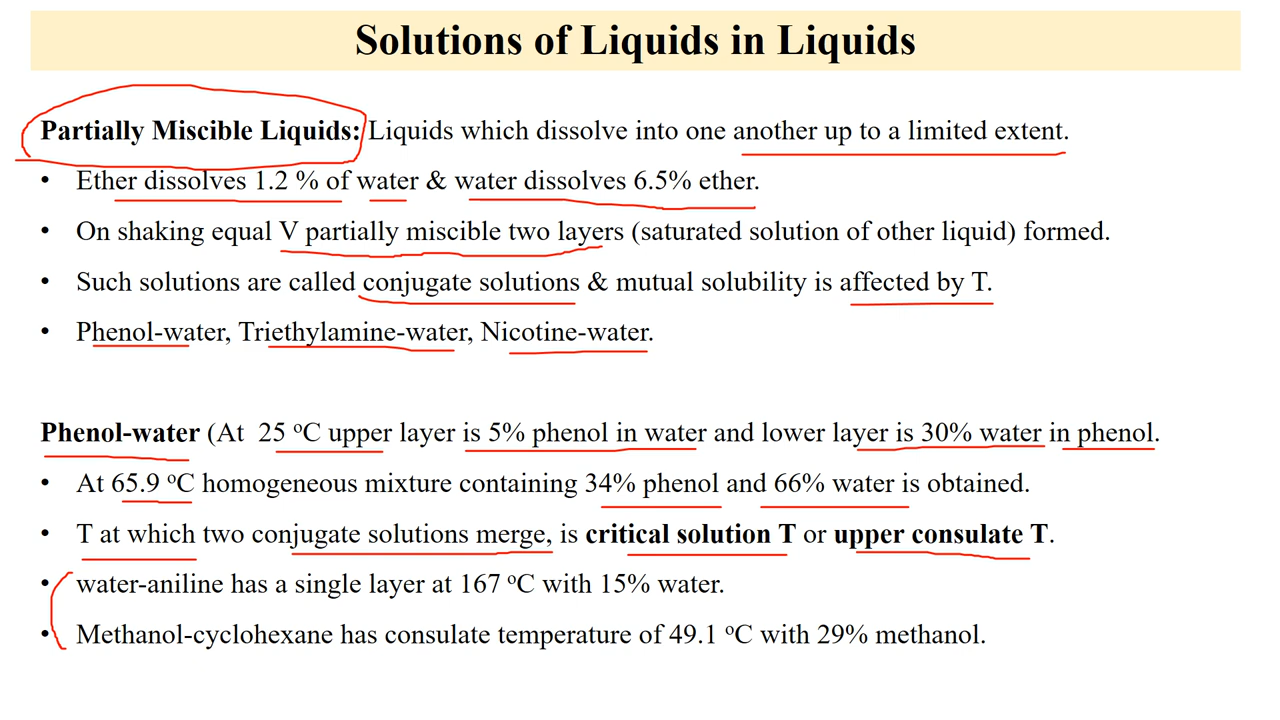 Solutions of Liquids in Liquids
Partially Miscible Liquids: Liquids which dissolve into one another up to a limited extent.
• Ether dissolves 1.2 % of water & water dissolves 6.5% ether.
• On shaking equal V partially miscible two layers (saturated solution of other liquid) formed.
• Such solutions are called conjugate solutions & mutual solubility is affected by T.
• Phenol-water, Triethylamine-water, Nicotine-water.
Phenol-water (At 25 ºC upper layer is 5% phenol in water and lower layer is 30% water in phenol.
• At 65.9 ºC homogeneous mixture containing 34% phenol and 66% water is obtained.
• T at which two conjugate solutions merge, is critical solution T or upper consulate T.
• water-aniline has a single layer at 167 ºC with 15% water.
• Methanol-cyclohexane has consulate temperature of 49.1 ºC with 29% methanol.